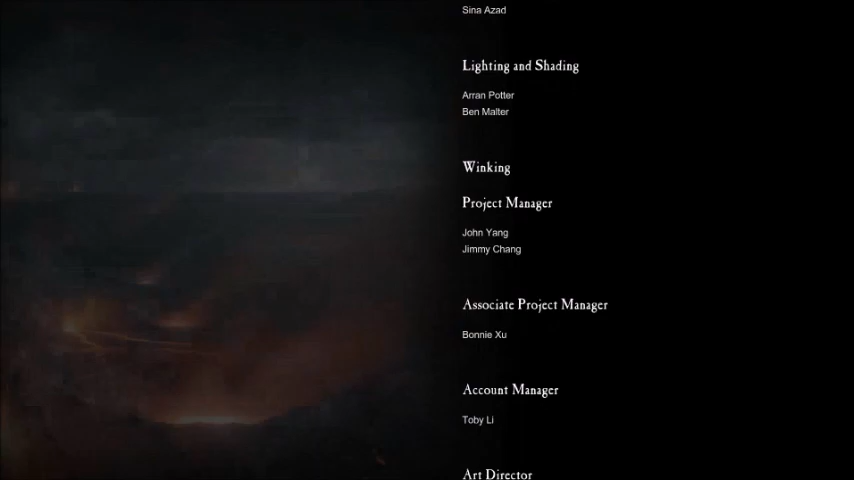 Sina Azad
Lighting and Shading
Arran Potter
Ben Malter
Winking
Project Manager
John Yang
Jimmy Chang
Associate Project Manager
Bonnie Xu
Account Manager
Toby Li
Art Director